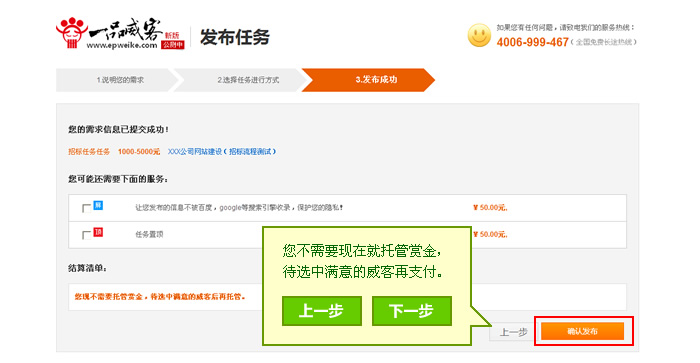 一品威客
新版
公测中
www.epweike.com
发布任务
如果您有任何问题，请致电我们的服务热线：
4006-999-467（全国免费长途热线）
1.说明您的需求
2.选择任务进行方式
3.发布成功
您的需求信息已提交成功！
招标任务任务 1000-5000元 XXX公司网站建设（招标流程测试）
您可能还需要下面的服务：
屏 让您发布的信息不被百度，google等搜索引擎收录，保护您的隐私！ ¥ 50.00元.
顶 任务置顶 ¥ 50.00元.
您不需要现在就托管赏金，
待选中满意的威客再支付。
上一步 下一步
结算清单：
您现不需要托管赏金，待选中满意的威客后再托管。
上一步 确认发布